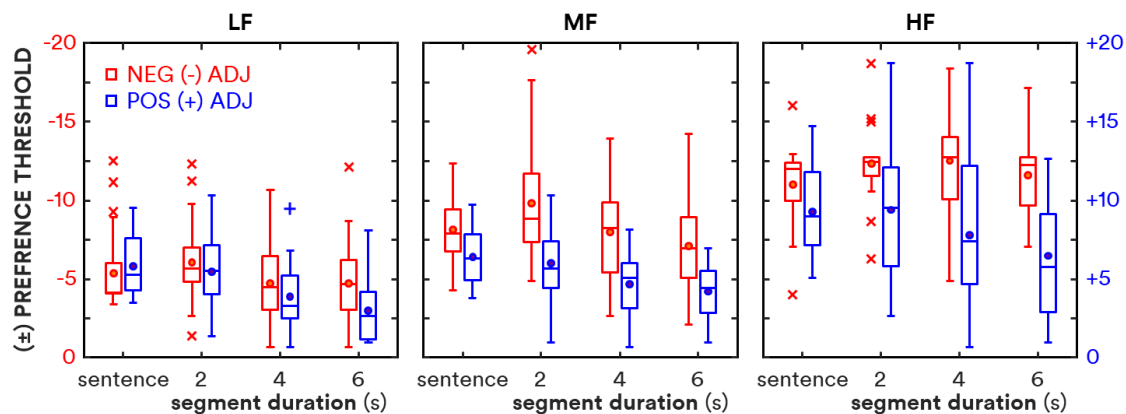 LF MF HF
(±) PREFRENCE THRESHOLD
-20 +20
-15 +15
-10 +10
-5 +5
0 0
NEG (-) ADJ
POS (+) ADJ
sentence 2 4 6 sentence 2 4 6 sentence 2 4 6
segment duration (s) segment duration (s) segment duration (s)